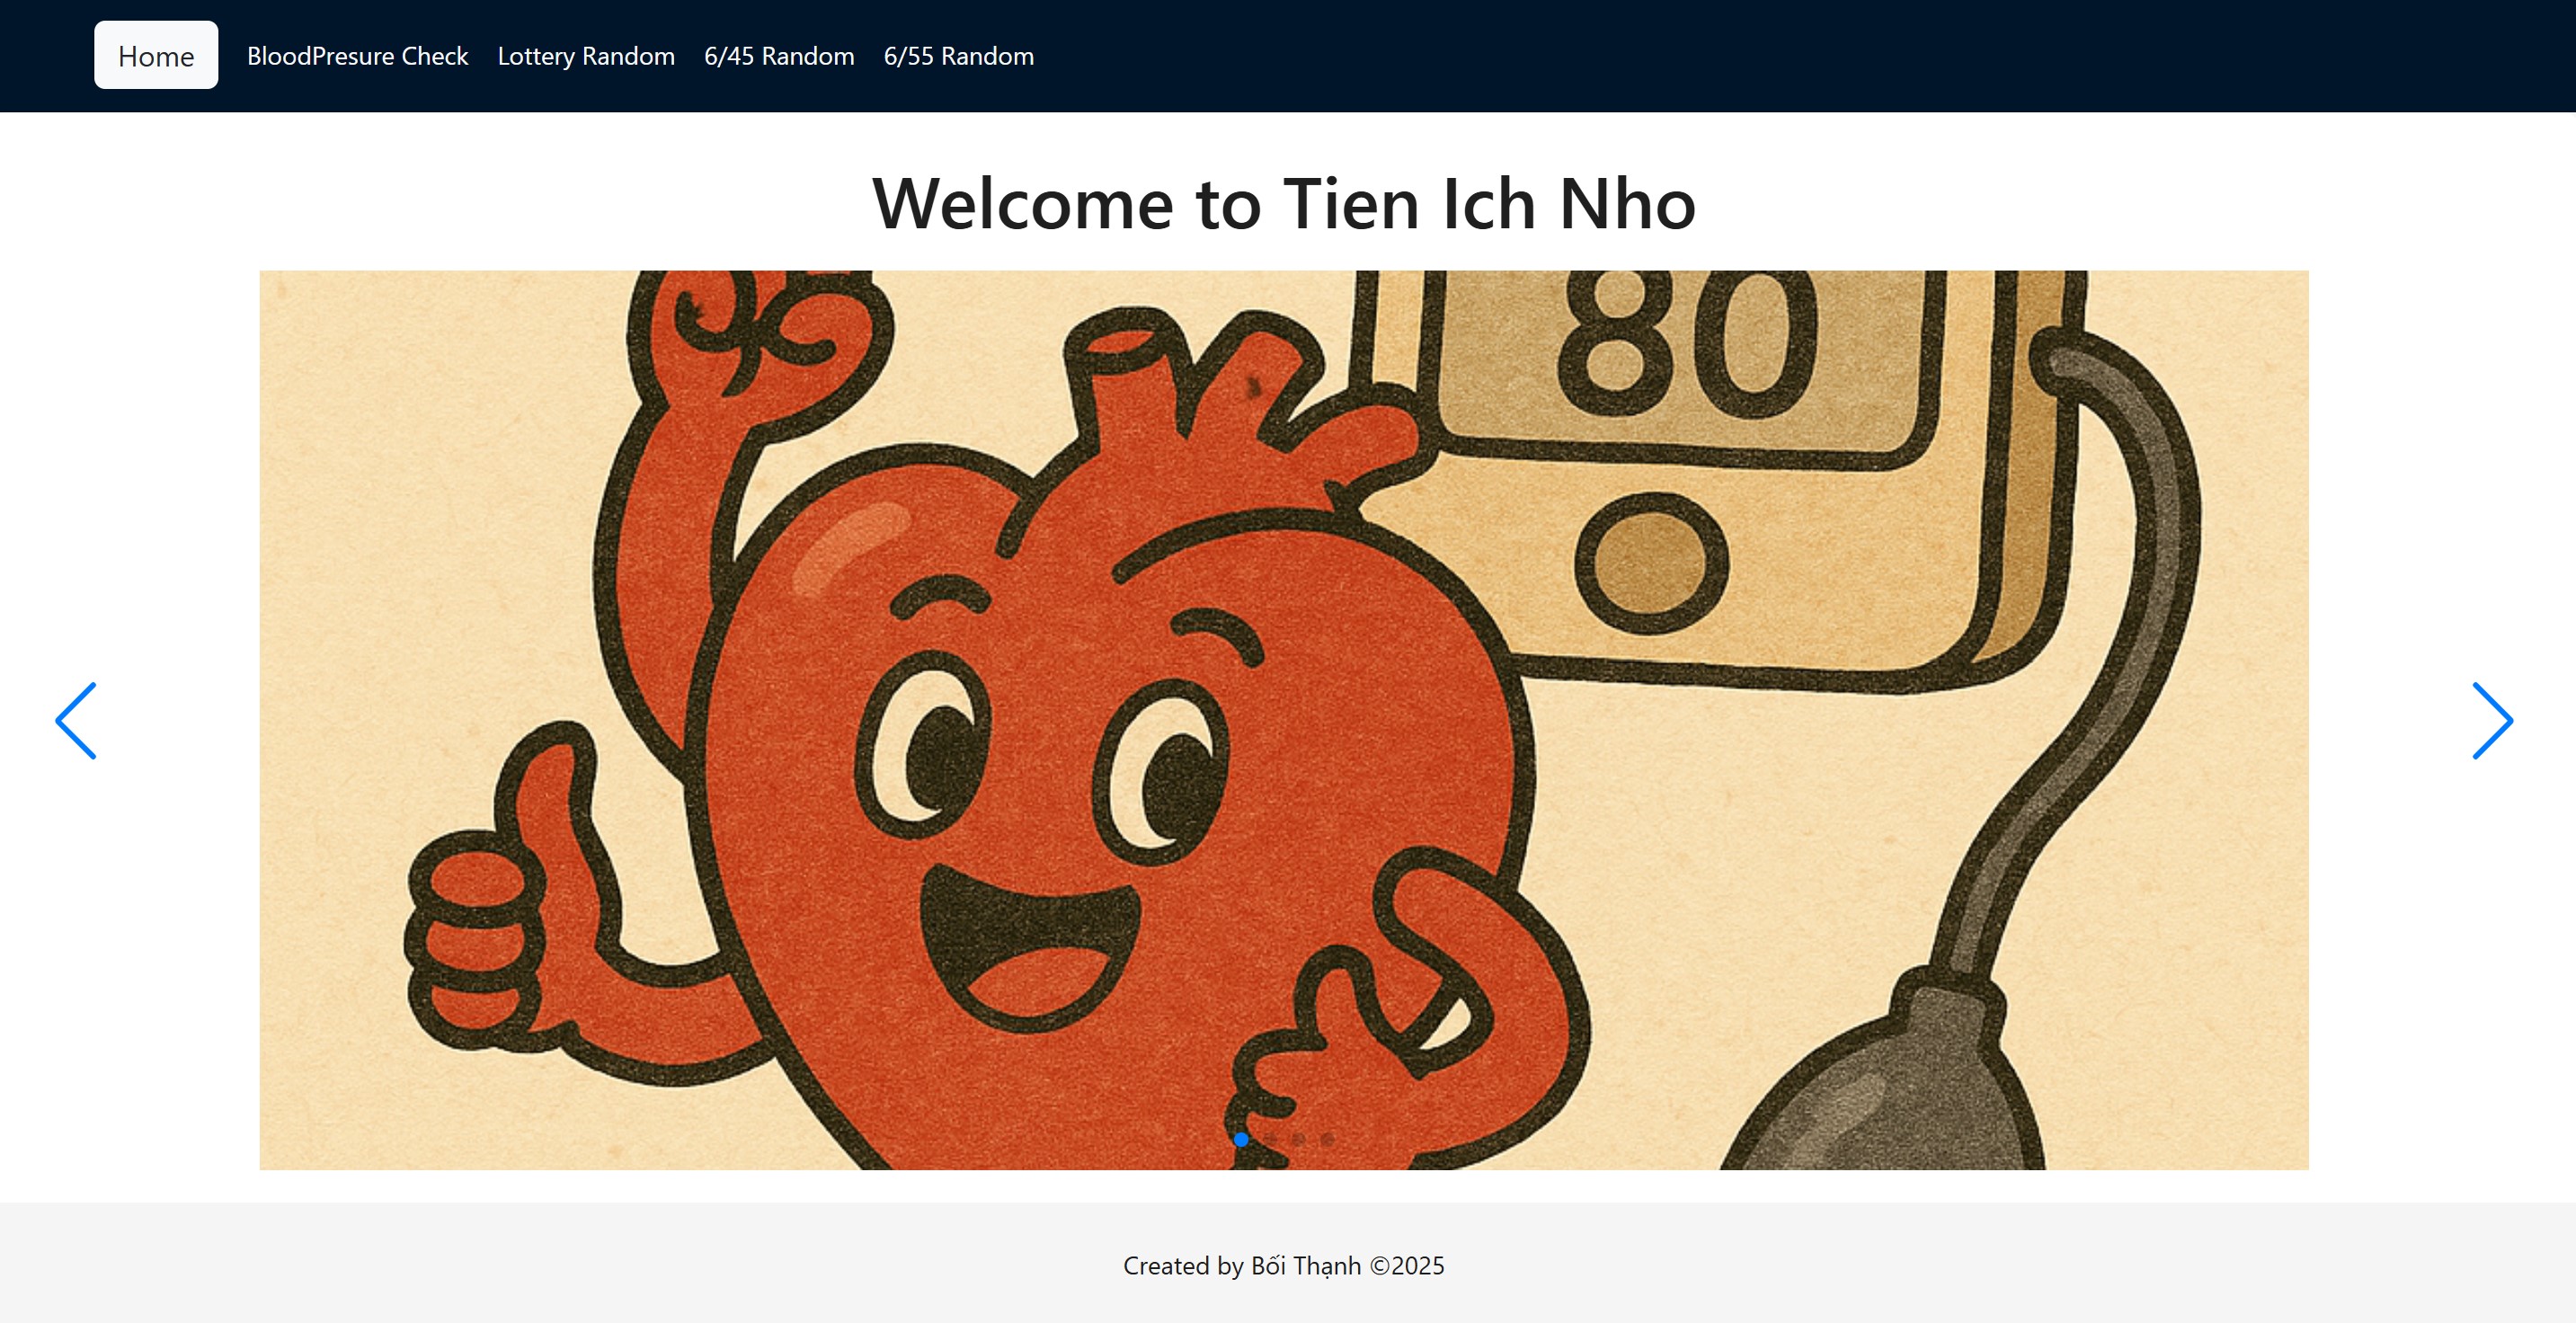 Home BloodPresure Check Lottery Random 6/45 Random 6/55 Random
Welcome to Tien Ich Nho
80
Created by Bối Thạnh ©2025